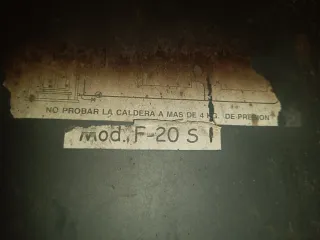 NO PROBAR LA CALDERA A MAS DE 4 KG. DE PRESION
Mod. F-20 S